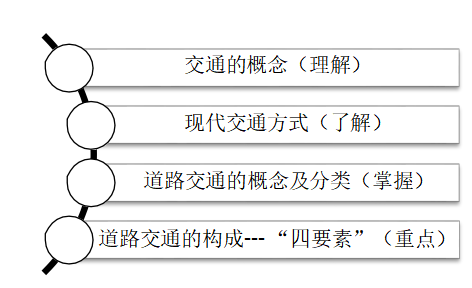 交通的概念（理解）
现代交通方式（了解）
道路交通的概念及分类（掌握）
道路交通的构成---“四要素”（重点）